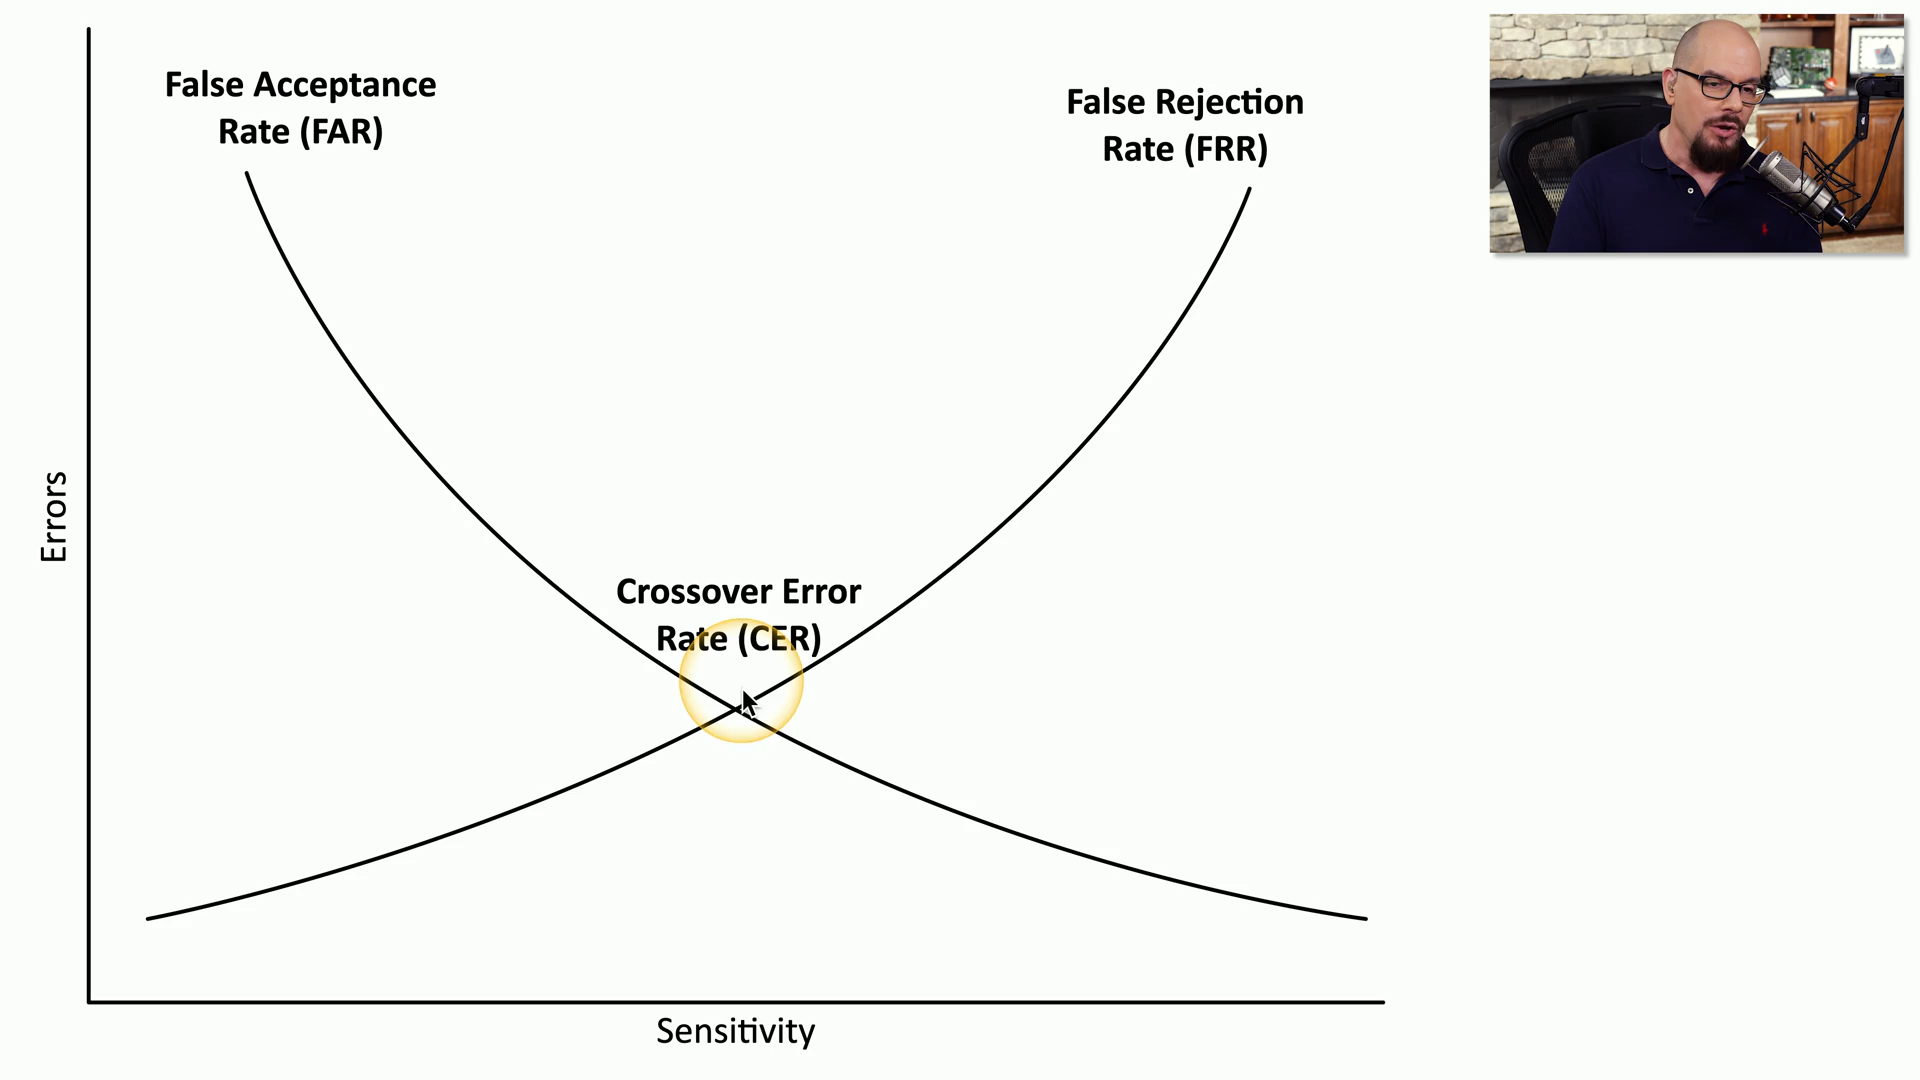 False Acceptance
Rate (FAR)
False Rejection
Rate (FRR)
Errors
Crossover Error
Rate (CER)
Sensitivity